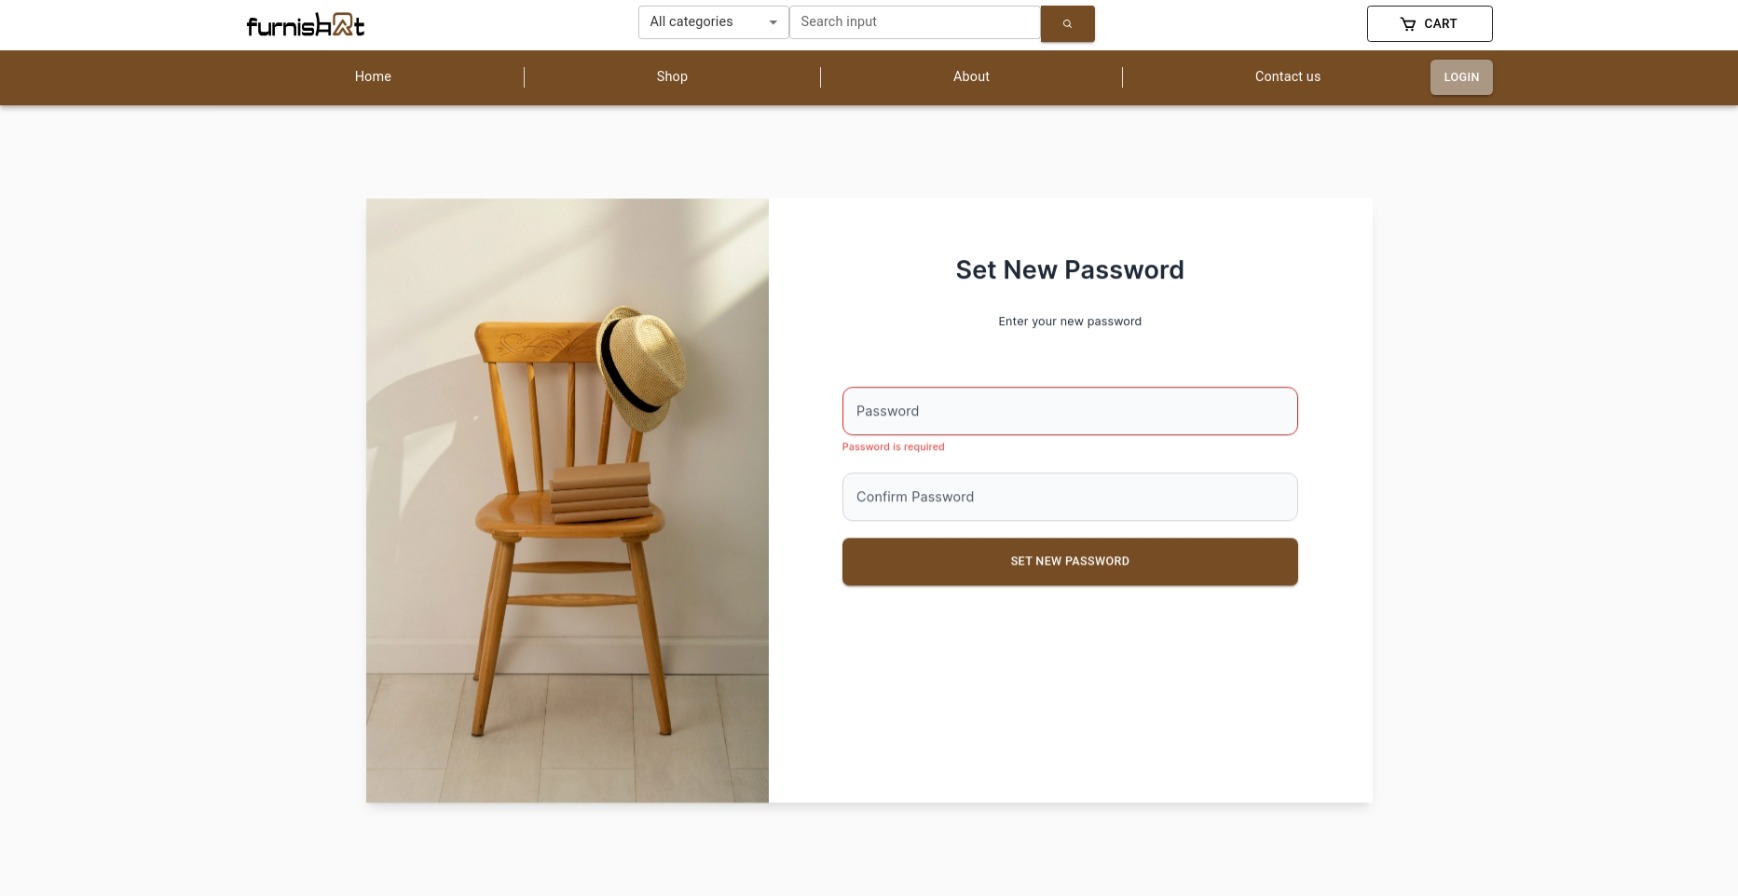 furnishArt
All categories
Search input
CART
Home
Shop
About
Contact us
LOGIN
Set New Password
Enter your new password
Password
Password is required
Confirm Password
SET NEW PASSWORD